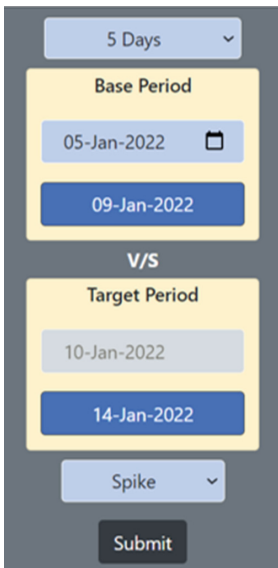 5 Days
Base Period
05-Jan-2022
09-Jan-2022
V/S
Target Period
10-Jan-2022
14-Jan-2022
Spike
Submit